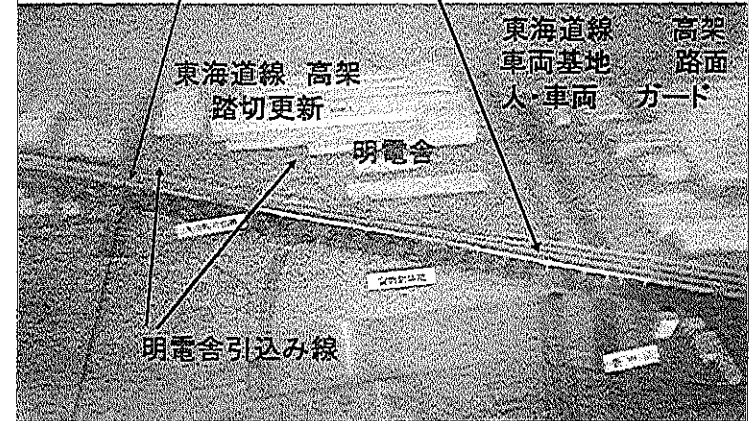 東海道線 高架
車両基地 路面
人・車両 ガード
東海道線 高架
踏切更新
明電舎
明電舎引込み線